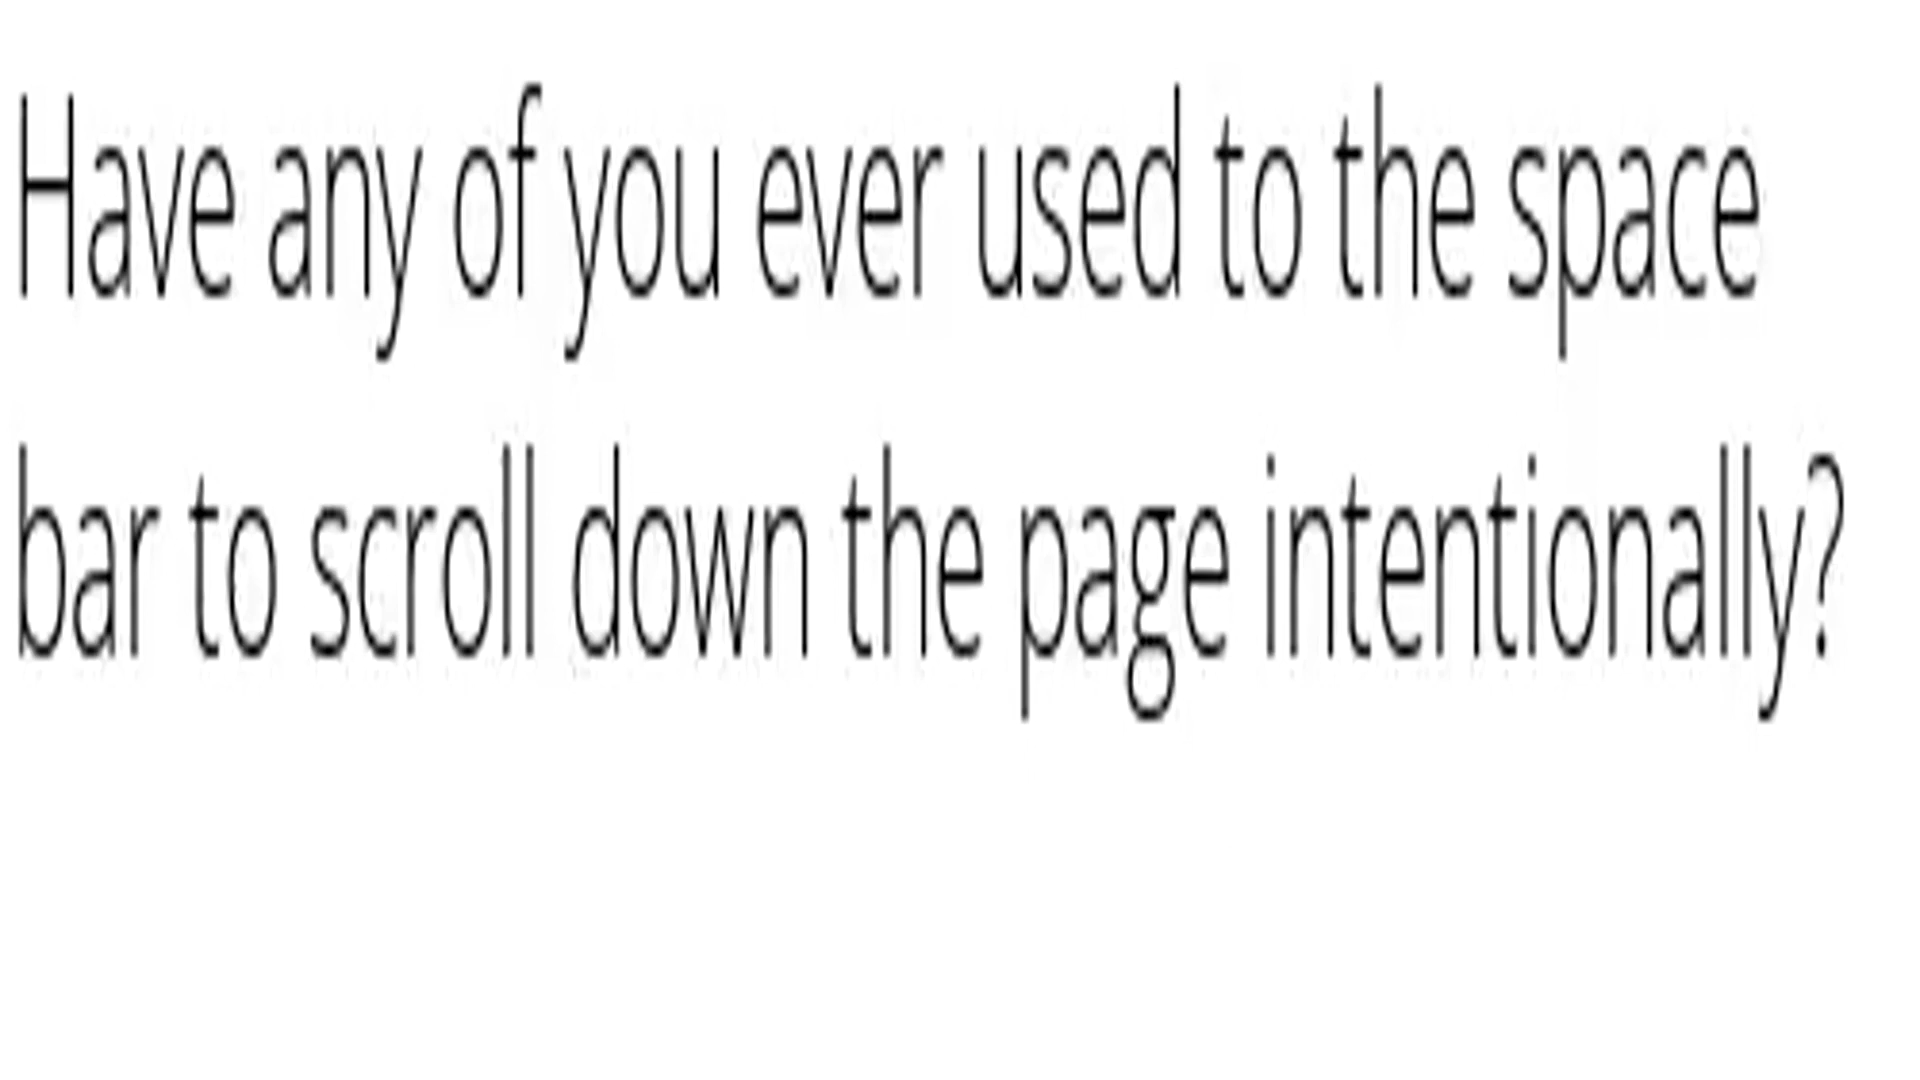 Have any of you ever used to the space
bar to scroll down the page intentionally?